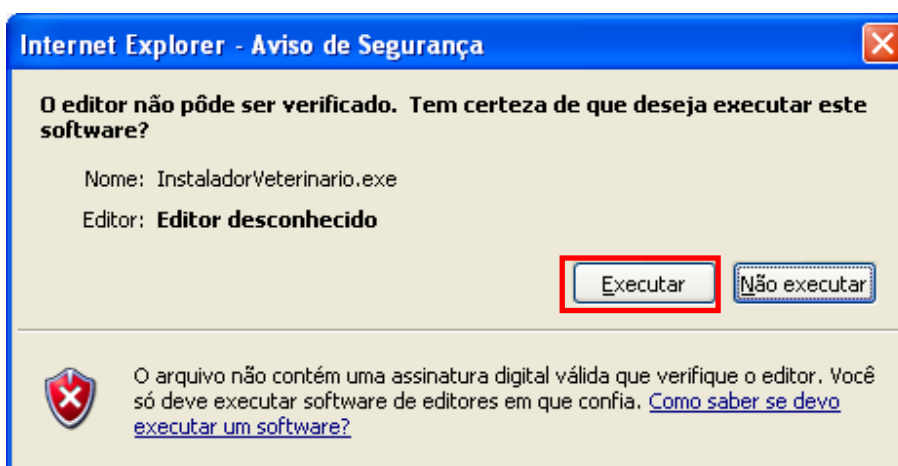 Internet Explorer - Aviso de Segurança
O editor não pôde ser verificado. Tem certeza de que deseja executar este
software?
Nome: InstaladorVeterinario.exe
Editor: Editor desconhecido
Executar
Não executar
O arquivo não contém uma assinatura digital válida que verifique o editor. Você
só deve executar software de editores em que confia. Como saber se devo
executar um software?